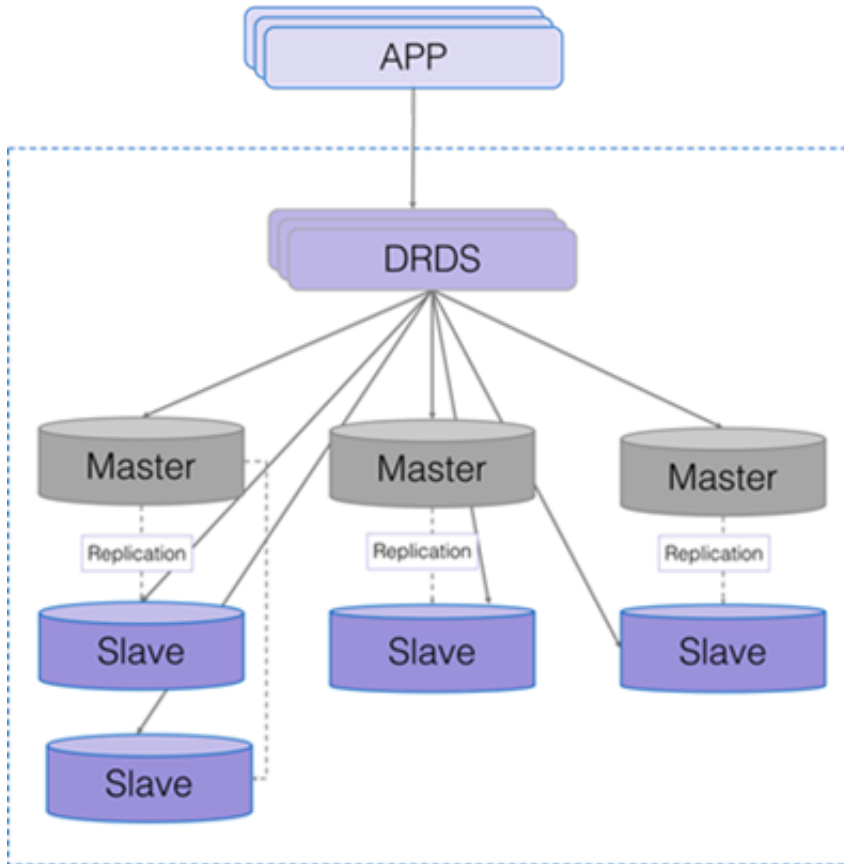 APP
DRDS
Master
Master
Master
Replication
Replication
Replication
Slave
Slave
Slave
Slave